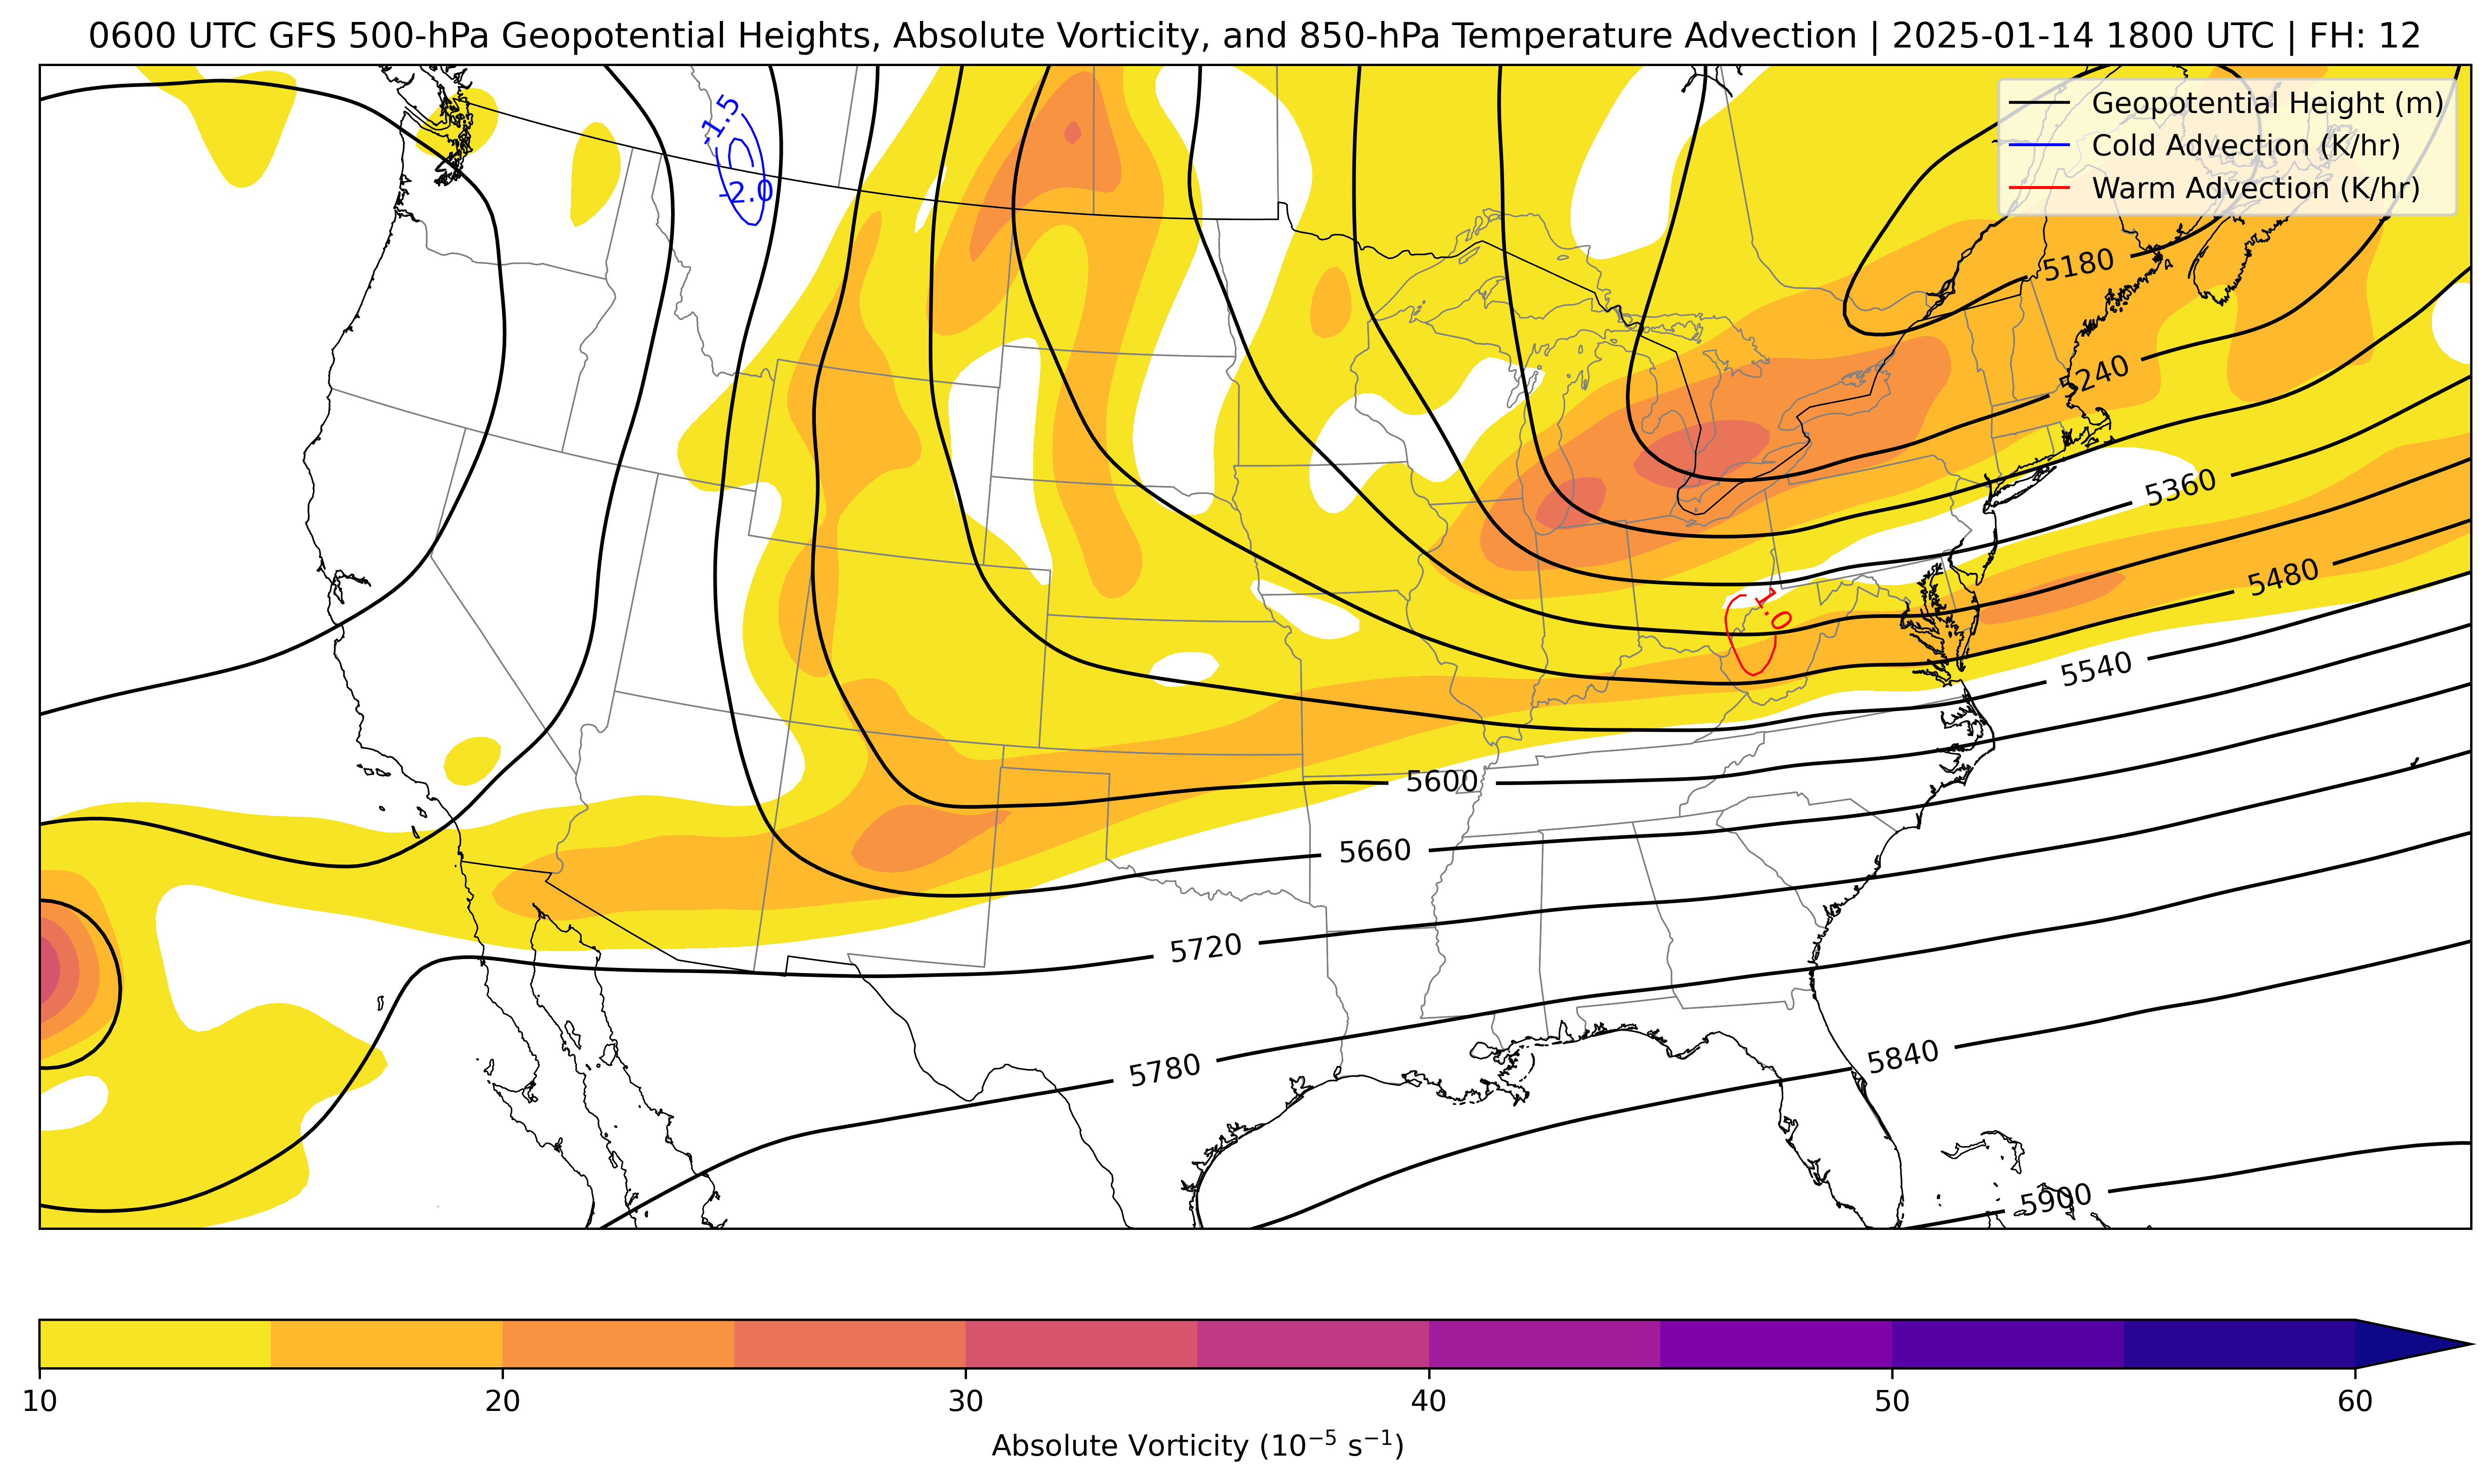 0600 UTC GFS 500-hPa Geopotential Heights, Absolute Vorticity, and 850-hPa Temperature Advection | 2025-01-14 1800 UTC | FH: 12
Geopotential Height (m)
Cold Advection (K/hr)
Warm Advection (K/hr)
-1.5
-2.0
5180
5240
5360
5480
5540
1.0
5600
5660
5720
5780
5840
5900
10 20 30 40 50 60
Absolute Vorticity (10⁻⁵ s⁻¹)